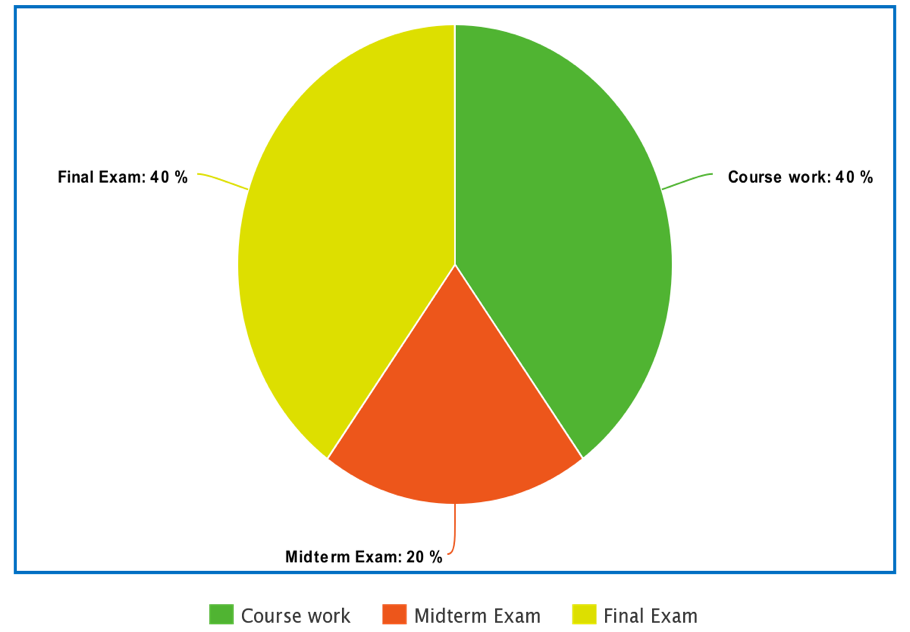 Final Exam: 40 %
Course work: 40 %
Midterm Exam: 20 %
Course work
Midterm Exam
Final Exam